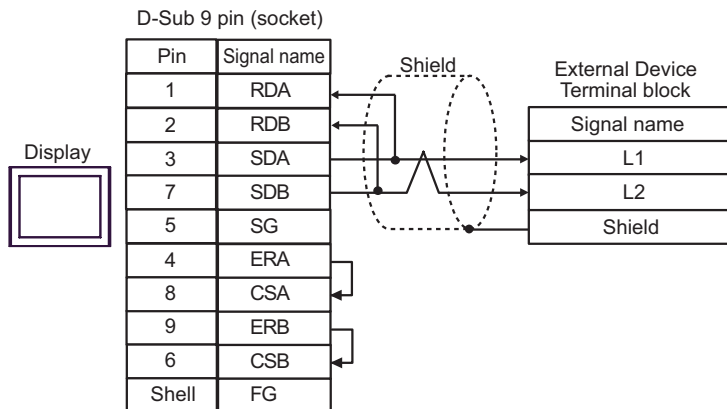 D-Sub 9 pin (socket)
Pin Signal name
1 RDA
2 RDB
3 SDA
7 SDB
5 SG
4 ERA
8 CSA
9 ERB
6 CSB
Shell FG
Display
Shield
External Device
Terminal block
Signal name
L1
L2
Shield